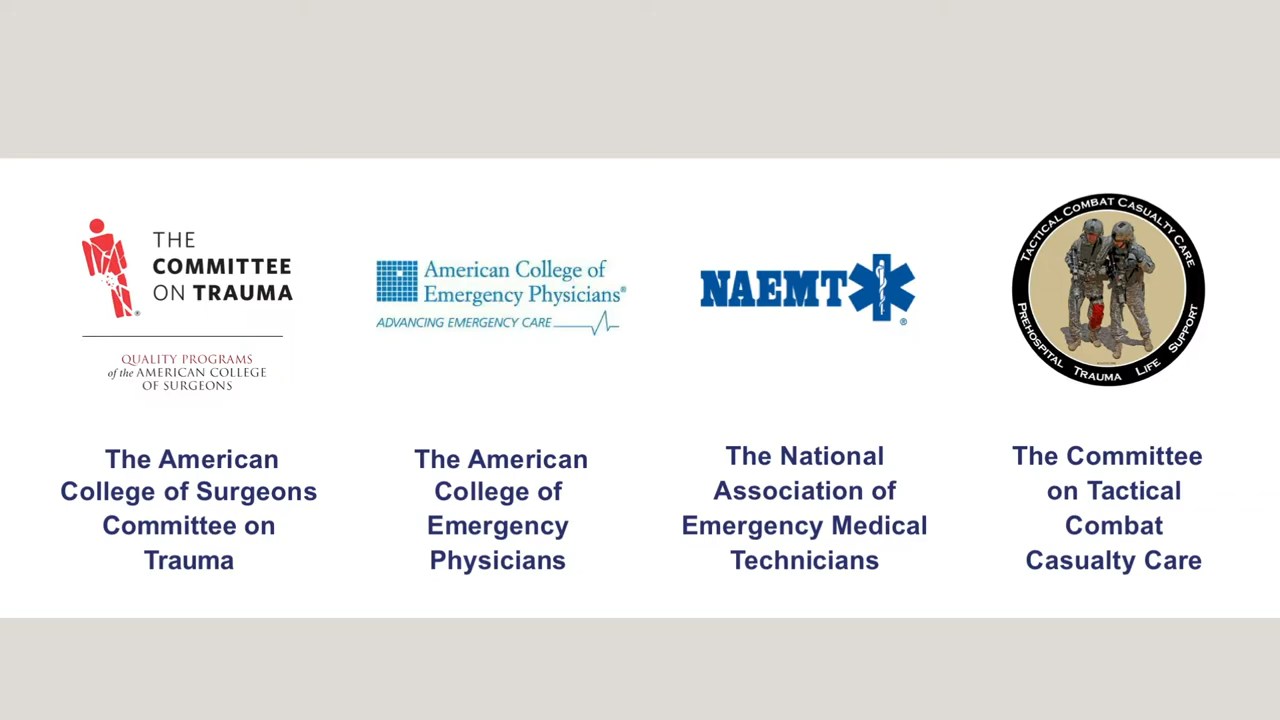 THE
COMMITTEE
ON TRAUMA
®
QUALITY PROGRAMS
of the AMERICAN COLLEGE
OF SURGEONS
American College of
Emergency Physicians®
ADVANCING EMERGENCY CARE
NAEMT
®
TACTICAL COMBAT CASUALTY CARE
PREHOSPITAL TRAUMA LIFE SUPPORT
The American
College of Surgeons
Committee on
Trauma
The American
College of
Emergency
Physicians
The National
Association of
Emergency Medical
Technicians
The Committee
on Tactical
Combat
Casualty Care